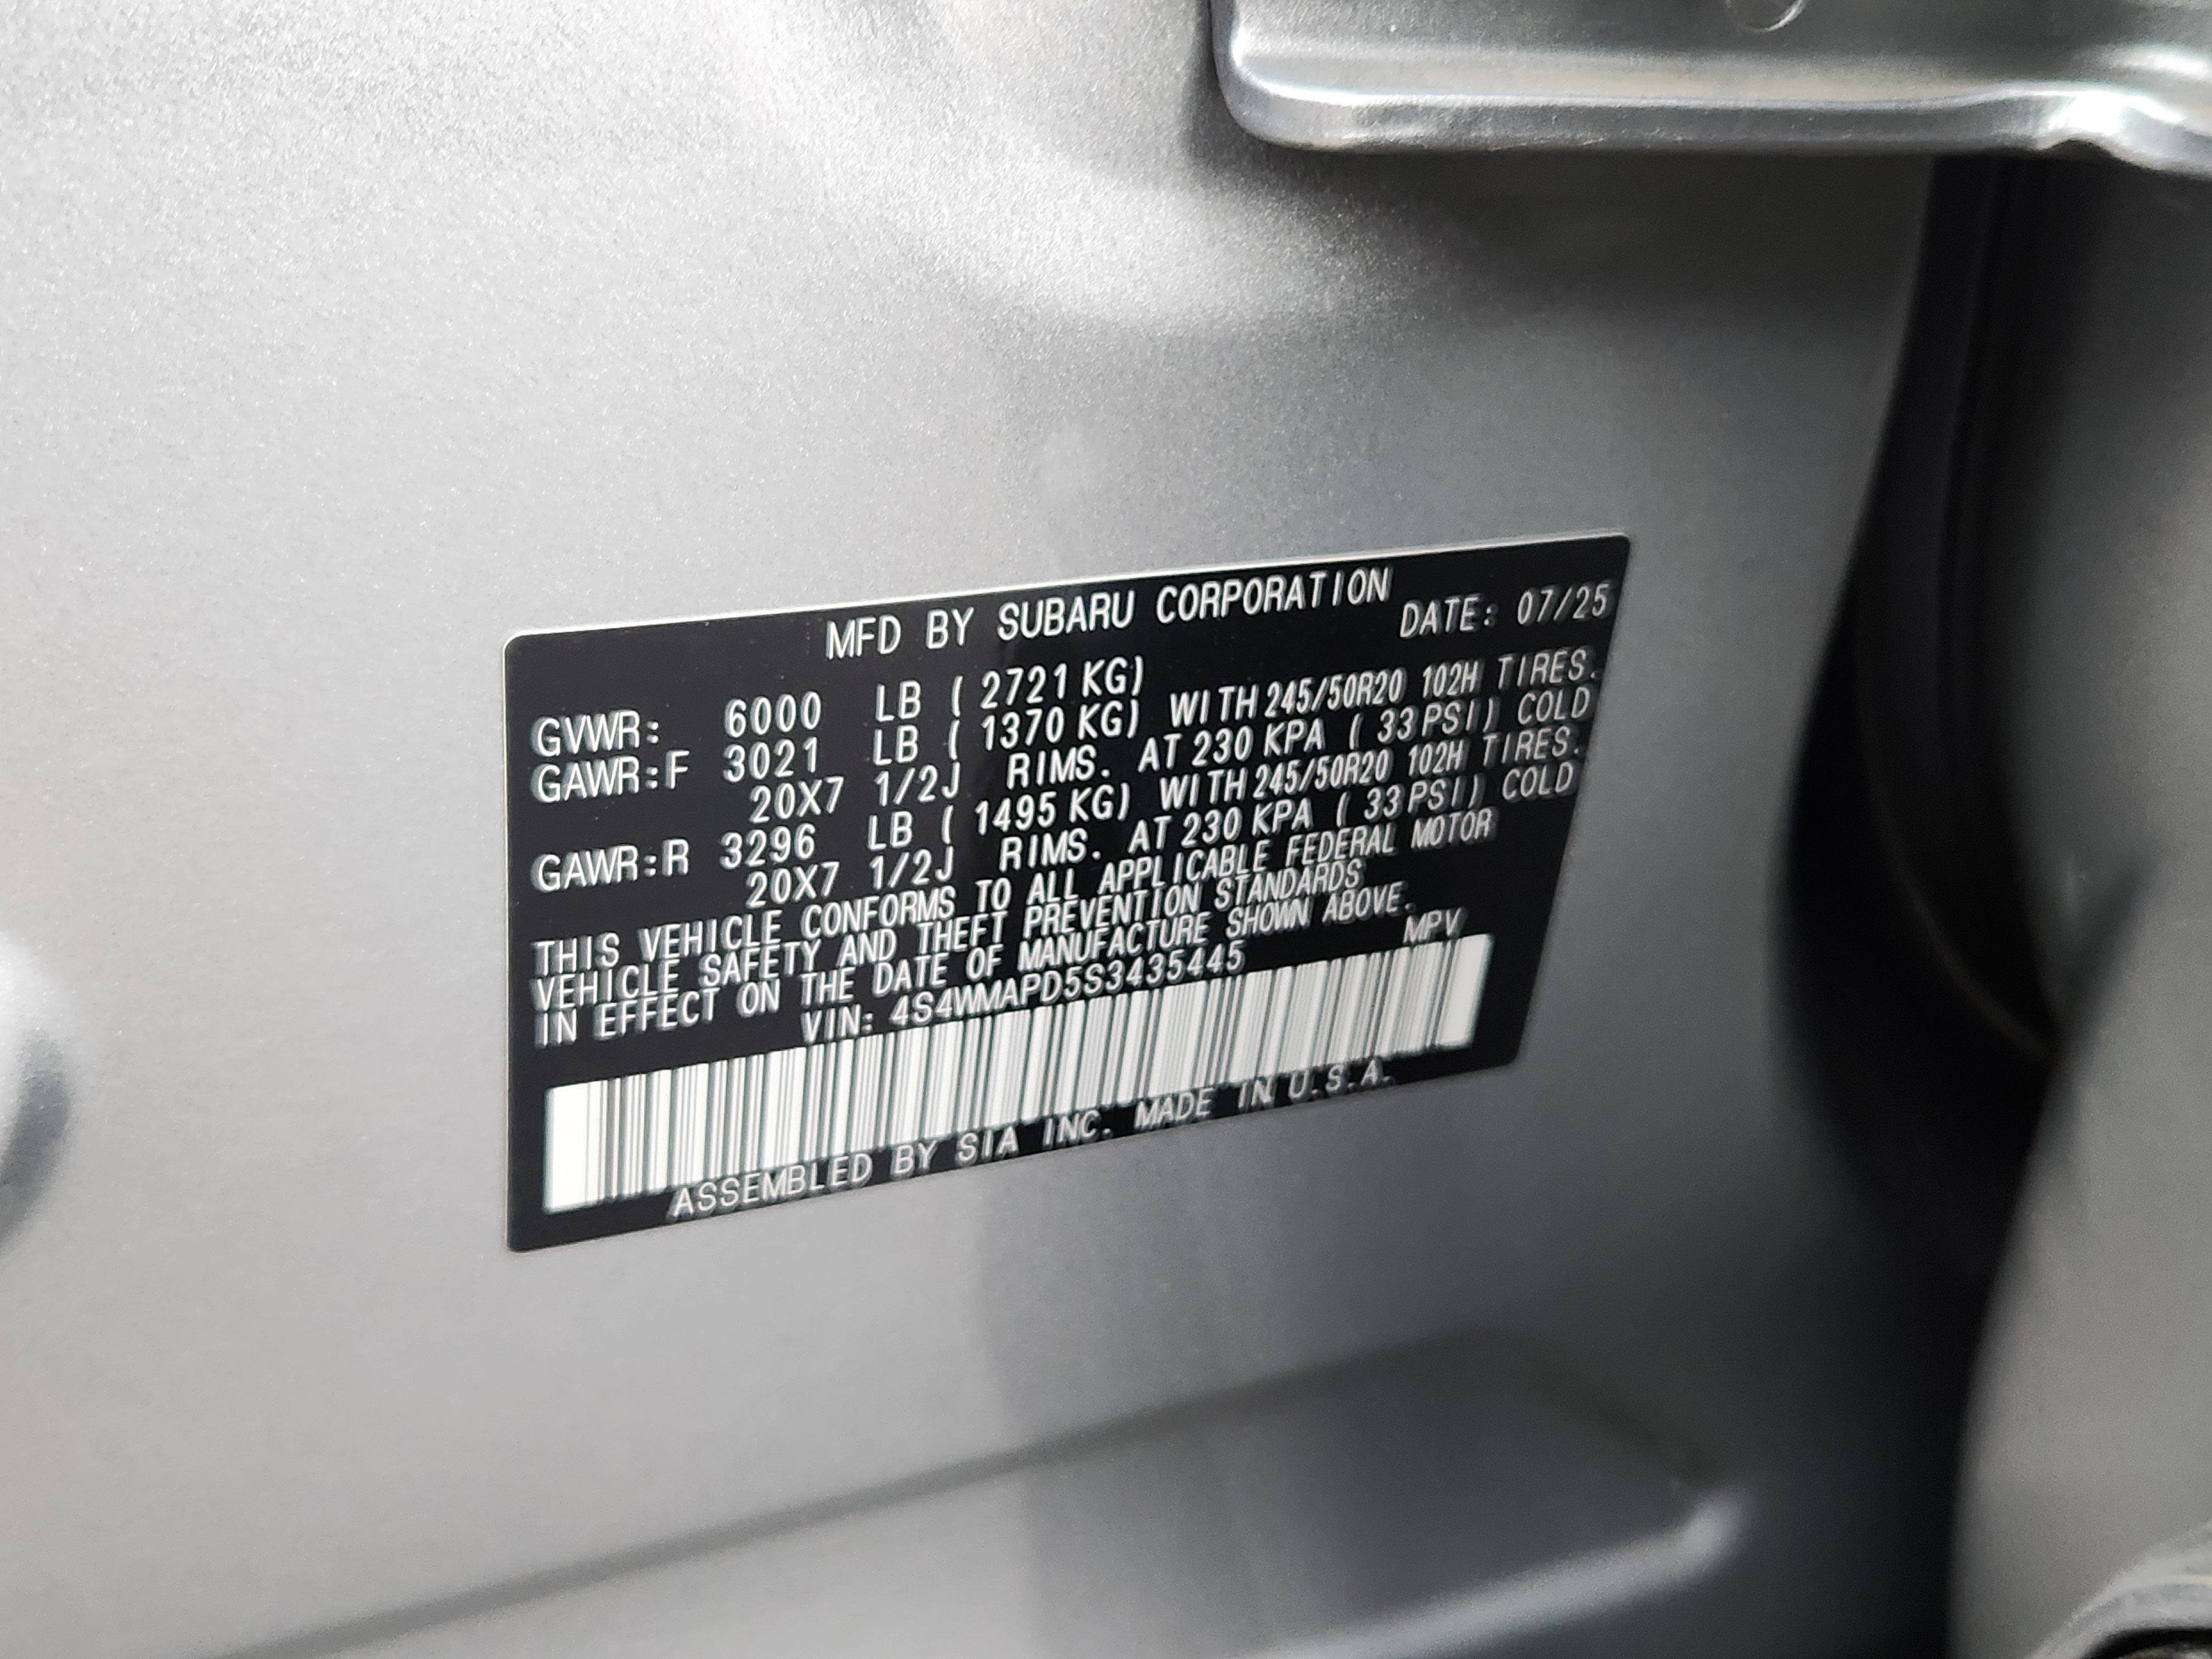 MFD BY SUBARU CORPORATION
DATE: 07/25
GVWR: 6000 LB ( 2721 KG)
GAWR:F 3021 LB ( 1370 KG) WITH 245/50R20 102H TIRES.
20X7 1/2J RIMS. AT 230 KPA ( 33 PSI) COLD
GAWR:R 3296 LB ( 1495 KG) WITH 245/50R20 102H TIRES.
20X7 1/2J RIMS. AT 230 KPA ( 33 PSI) COLD
THIS VEHICLE CONFORMS TO ALL APPLICABLE FEDERAL MOTOR
VEHICLE SAFETY AND THEFT PREVENTION STANDARDS
IN EFFECT ON THE DATE OF MANUFACTURE SHOWN ABOVE.
VIN: 4S4WMAPD5S3435445 MPV
ASSEMBLED BY SIA INC. MADE IN U.S.A.